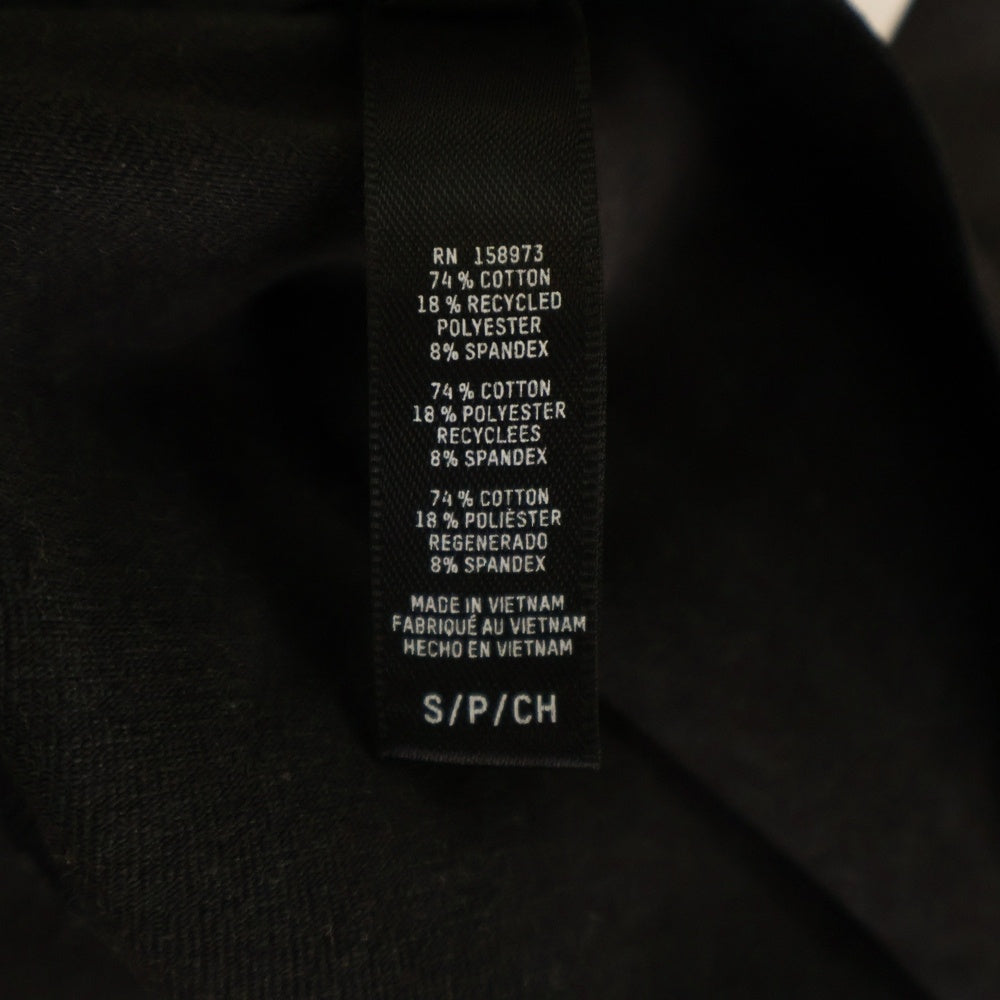 RN 158973
74 % COTTON
18 % RECYCLED
POLYESTER
8% SPANDEX
74 % COTTON
18 % POLYESTER
RECYCLEES
8% SPANDEX
74 % COTTON
18 % POLIÈSTER
REGENERADO
8% SPANDEX
MADE IN VIETNAM
FABRIQUÉ AU VIETNAM
HECHO EN VIETNAM
S/P/CH